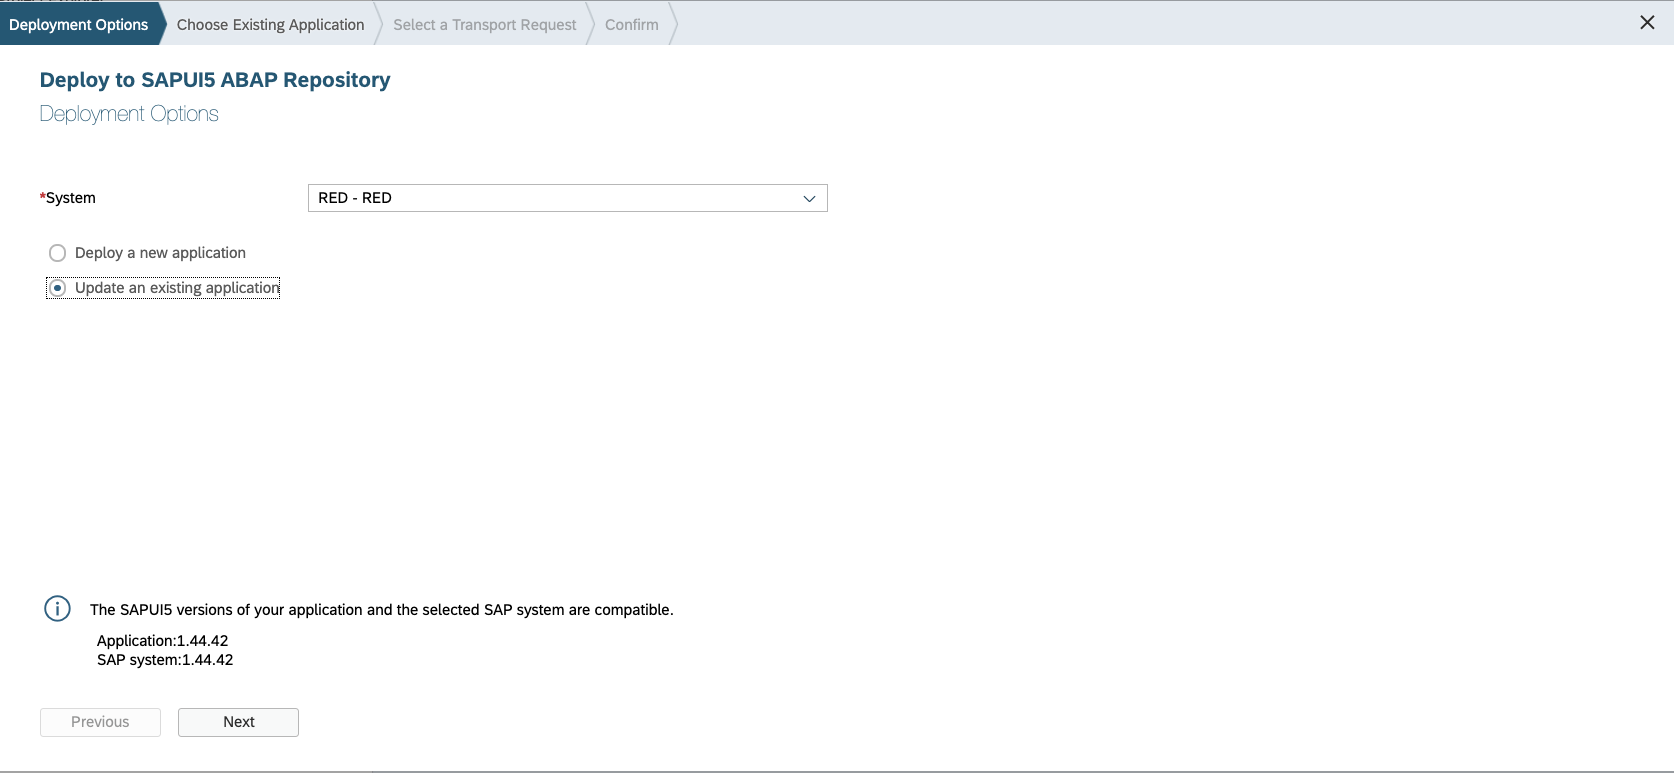 Deployment Options
Choose Existing Application
Select a Transport Request
Confirm
Deploy to SAPUI5 ABAP Repository
Deployment Options
*System
RED - RED
Deploy a new application
Update an existing application
The SAPUI5 versions of your application and the selected SAP system are compatible.
Application:1.44.42
SAP system:1.44.42
Previous
Next